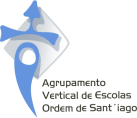 Agrupamento
Vertical de Escolas
Ordem de Sant´iago